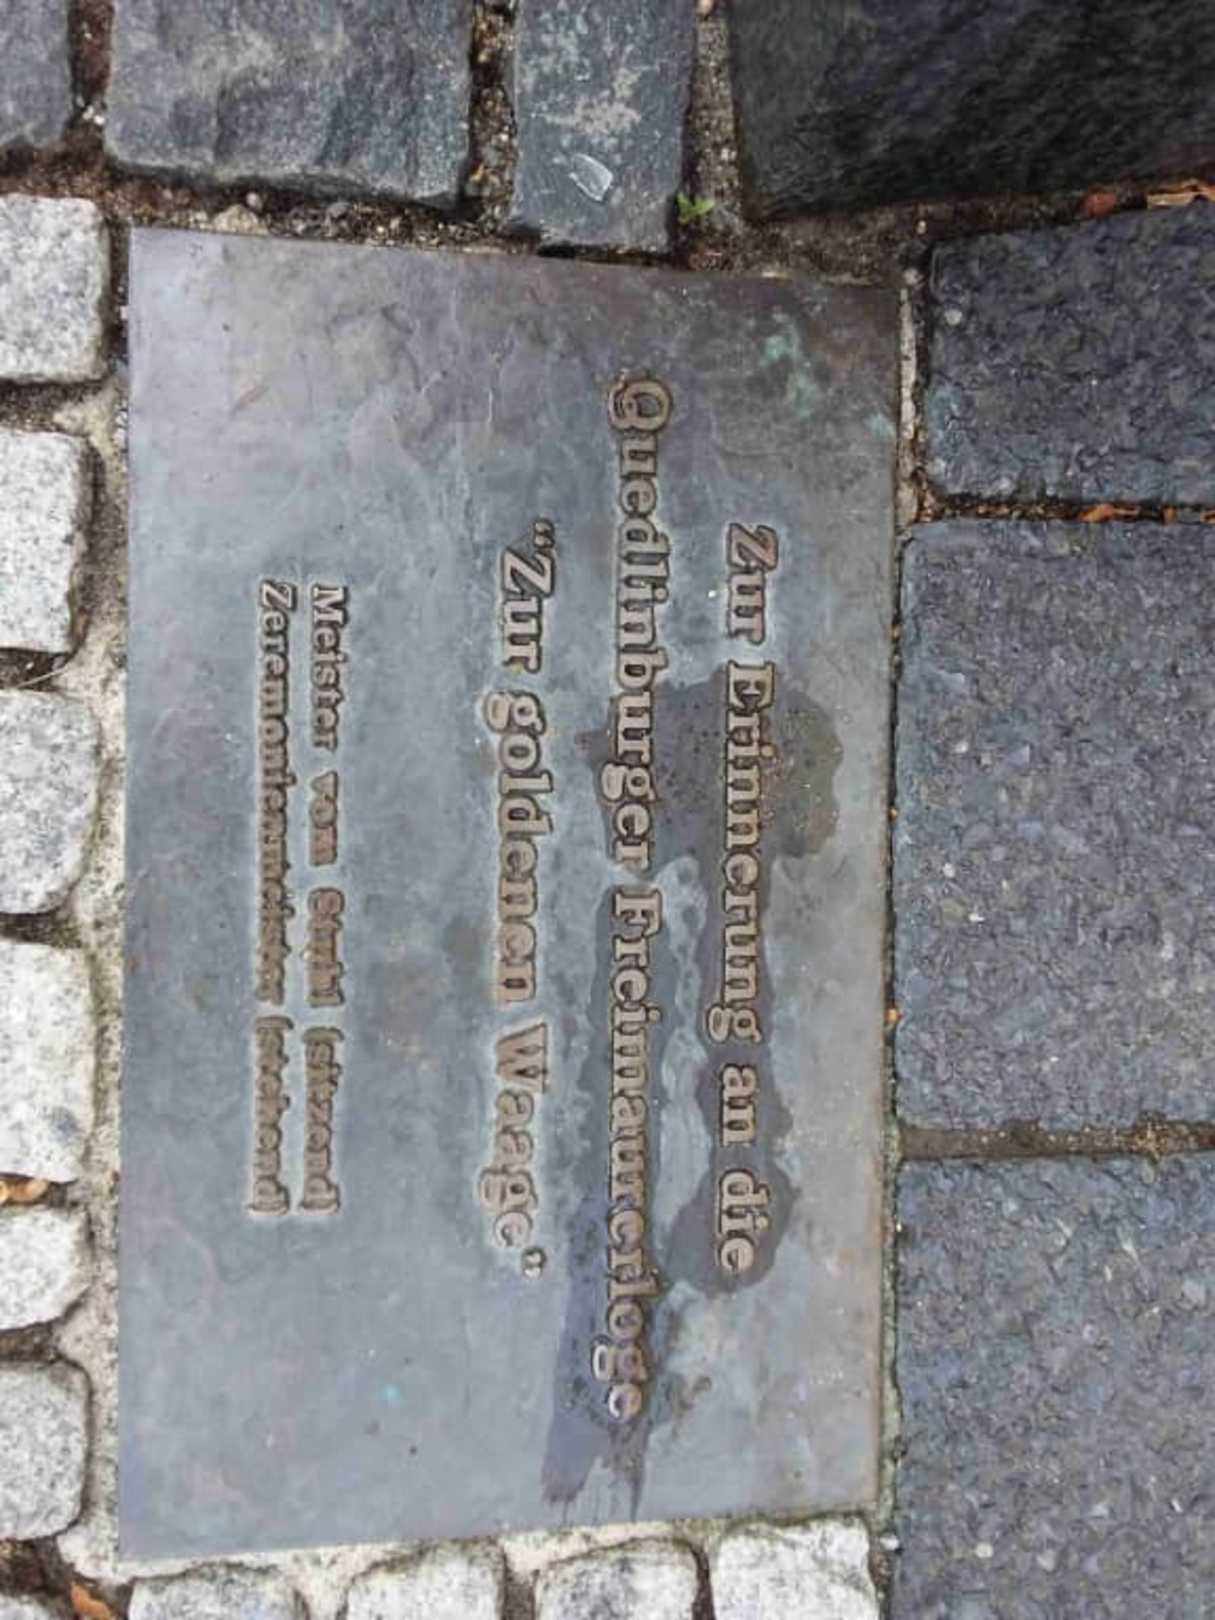 Zur Erinnerung an die
Quedlinburger Freimaurerloge
"Zur goldenen Waage"
Meister vom Stuhl (sitzend)
Zeremonienmeister (stehend)